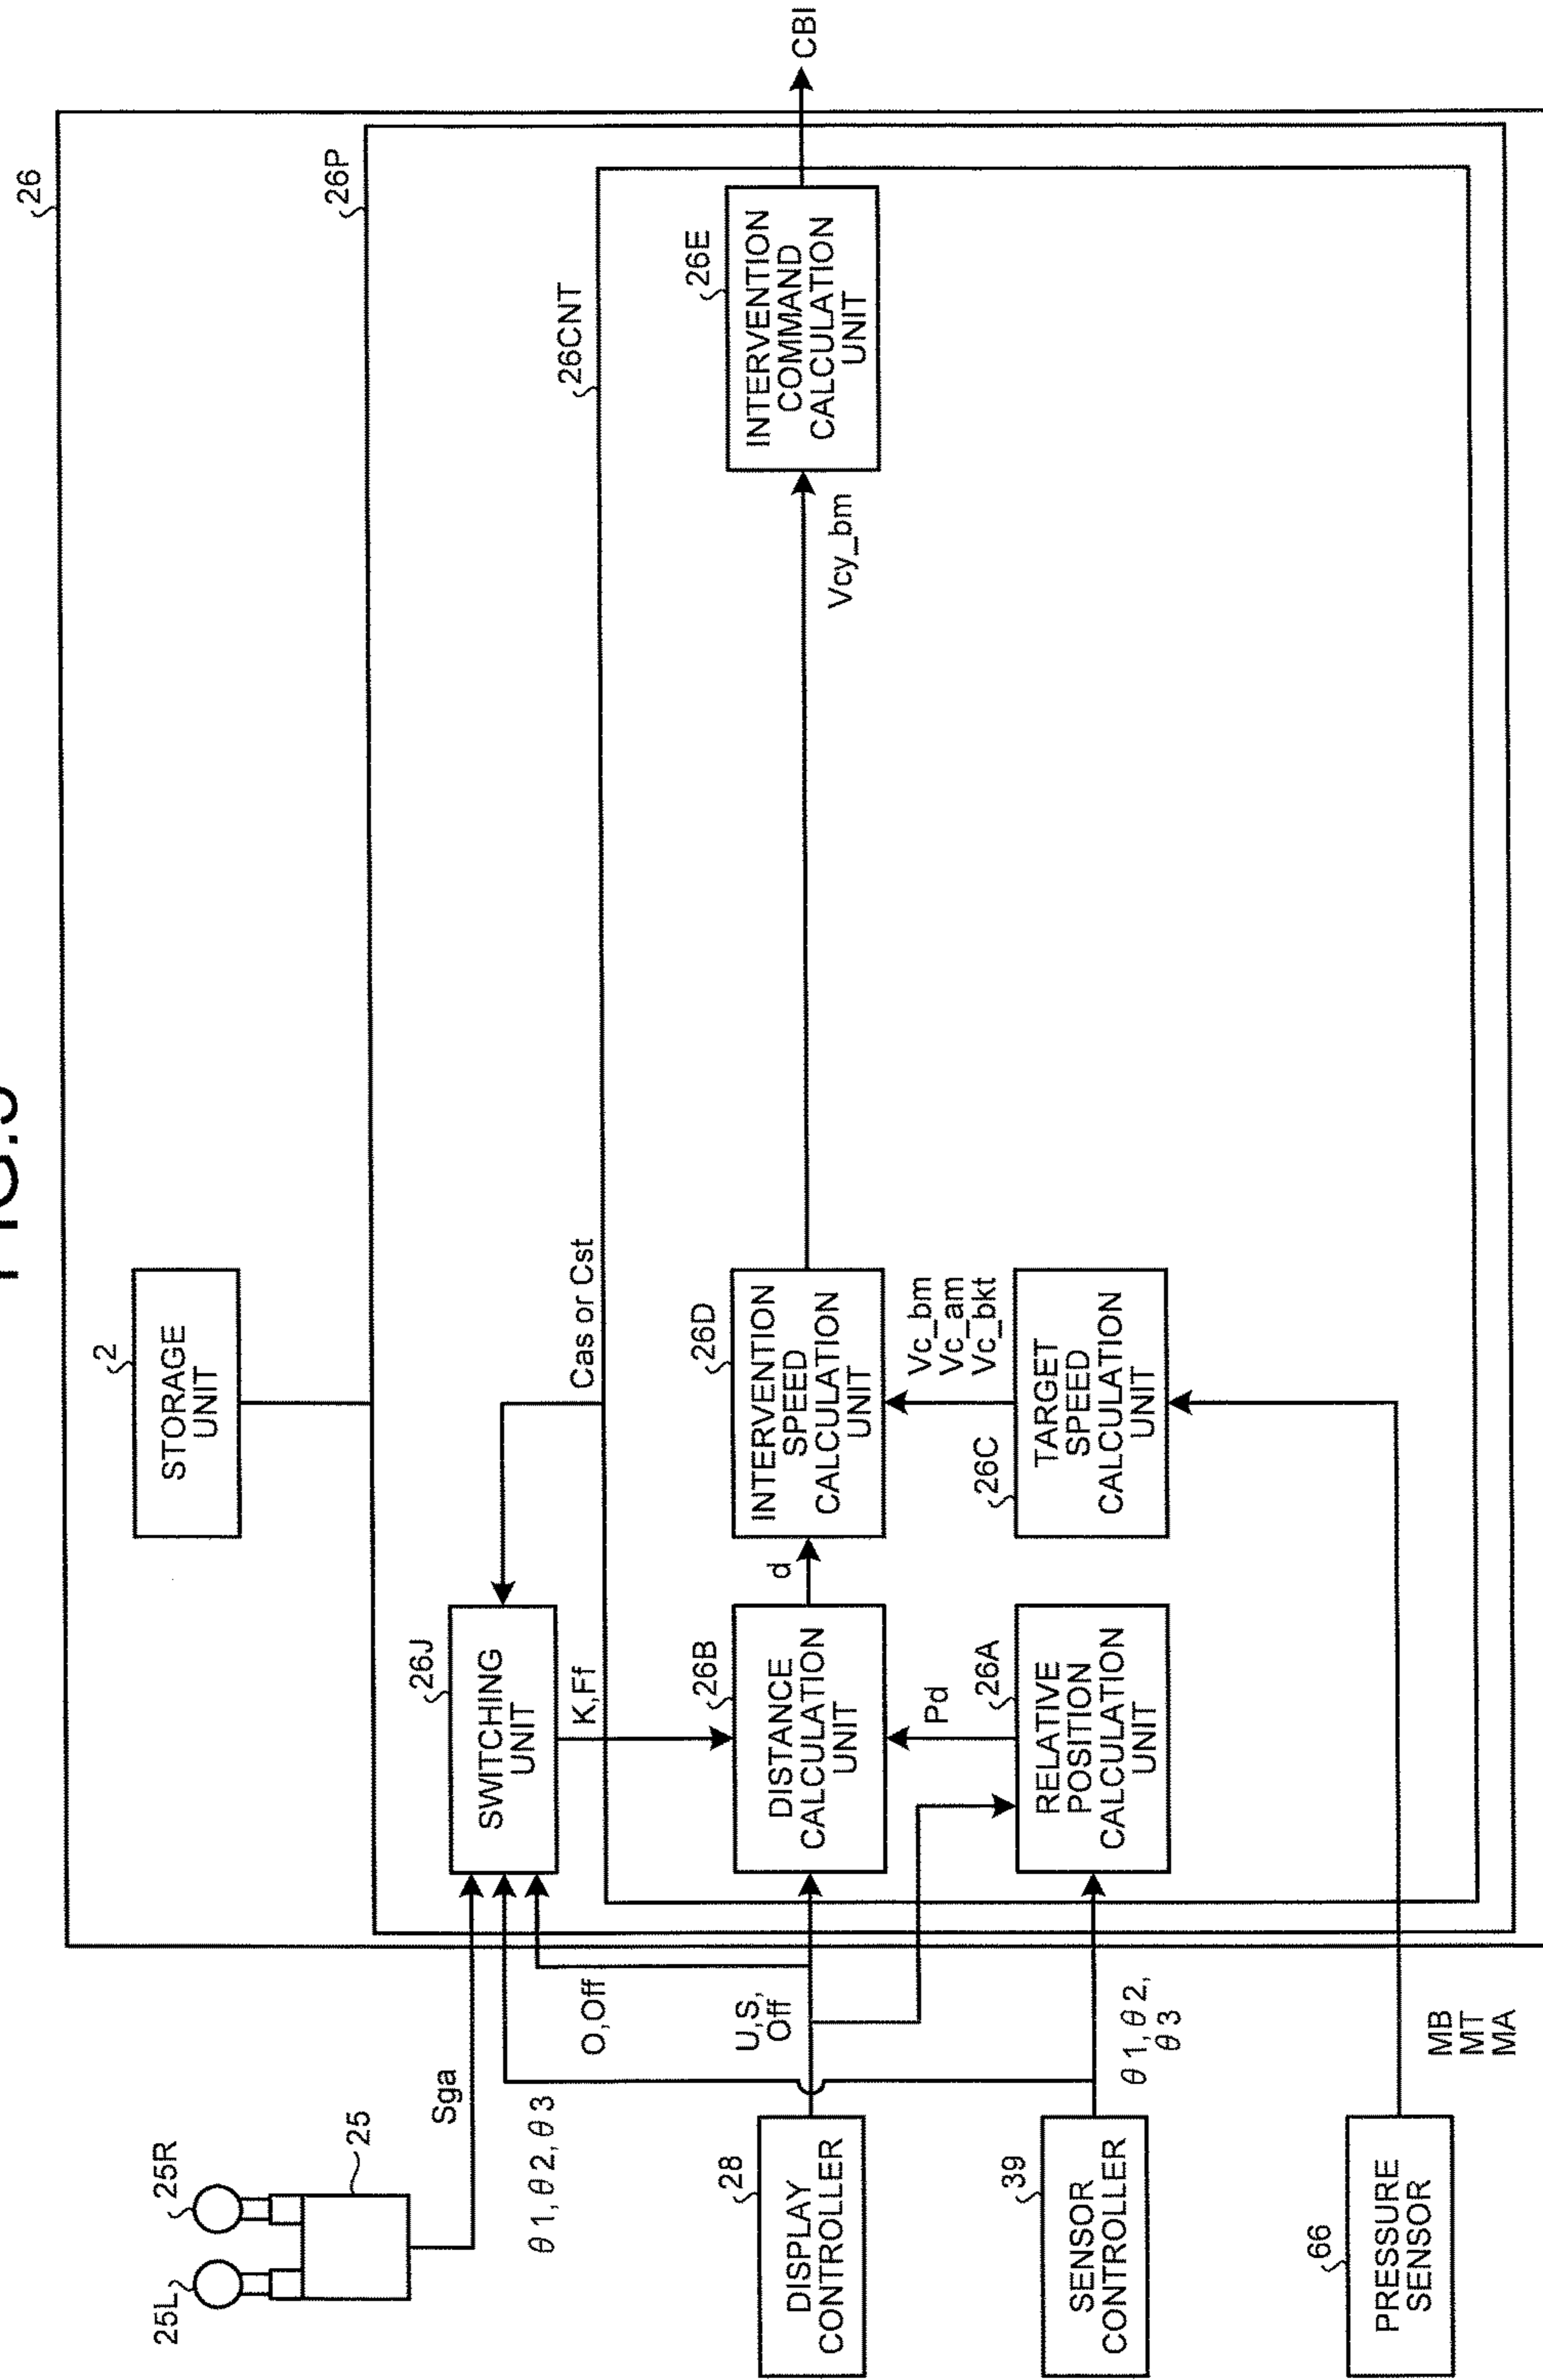 25L
25R
25
Sga
θ1,θ2,θ3
O,Off
U,S,
Off
28
DISPLAY
CONTROLLER
39
SENSOR
CONTROLLER
θ1,θ2,
θ3
66
PRESSURE
SENSOR
MB
MT
MA
26
2
STORAGE
UNIT
26P
26J
SWITCHING
UNIT
K,Ff
Cas or Cst
26CNT
26B
DISTANCE
CALCULATION
UNIT
d
26D
INTERVENTION
SPEED
CALCULATION
UNIT
Pd
26A
RELATIVE
POSITION
CALCULATION
UNIT
Vc_bm
Vc_am
Vc_bkt
26C
TARGET
SPEED
CALCULATION
UNIT
Vcy_bm
26E
INTERVENTION
COMMAND
CALCULATION
UNIT
CBI